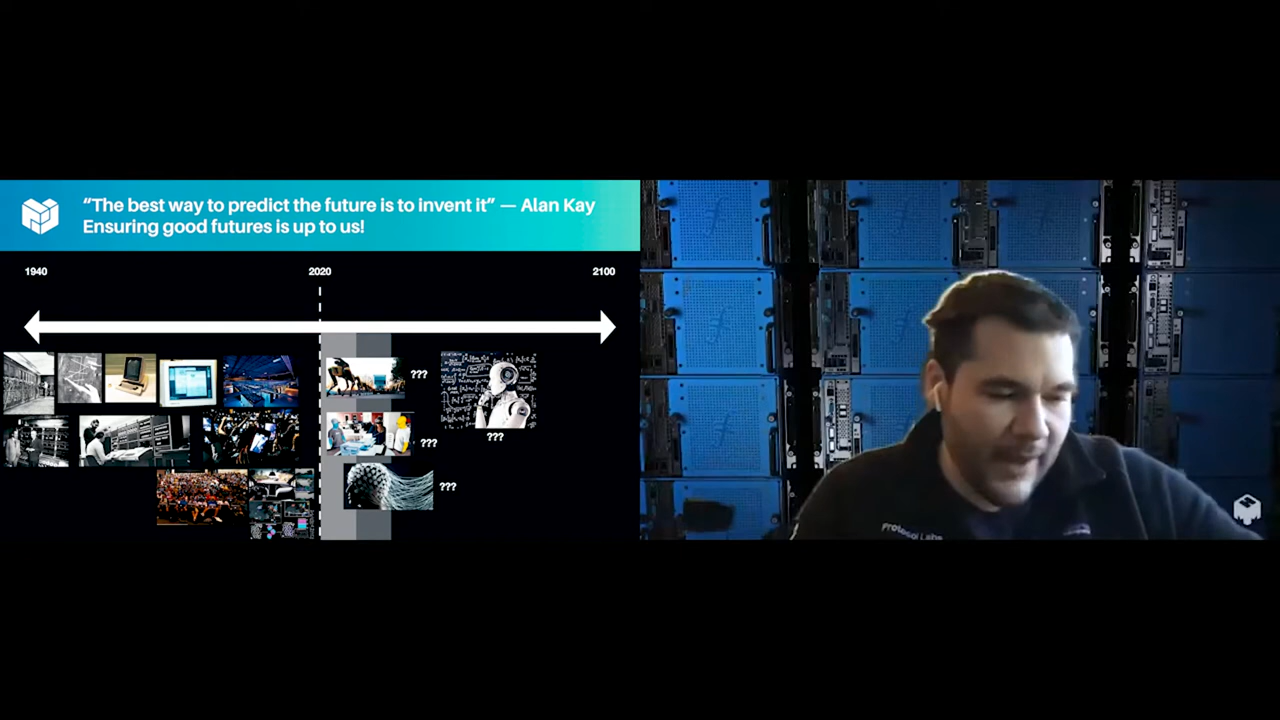 “The best way to predict the future is to invent it” — Alan Kay
Ensuring good futures is up to us!
1940
2020
2100
???
???
???
???
Protocol Labs